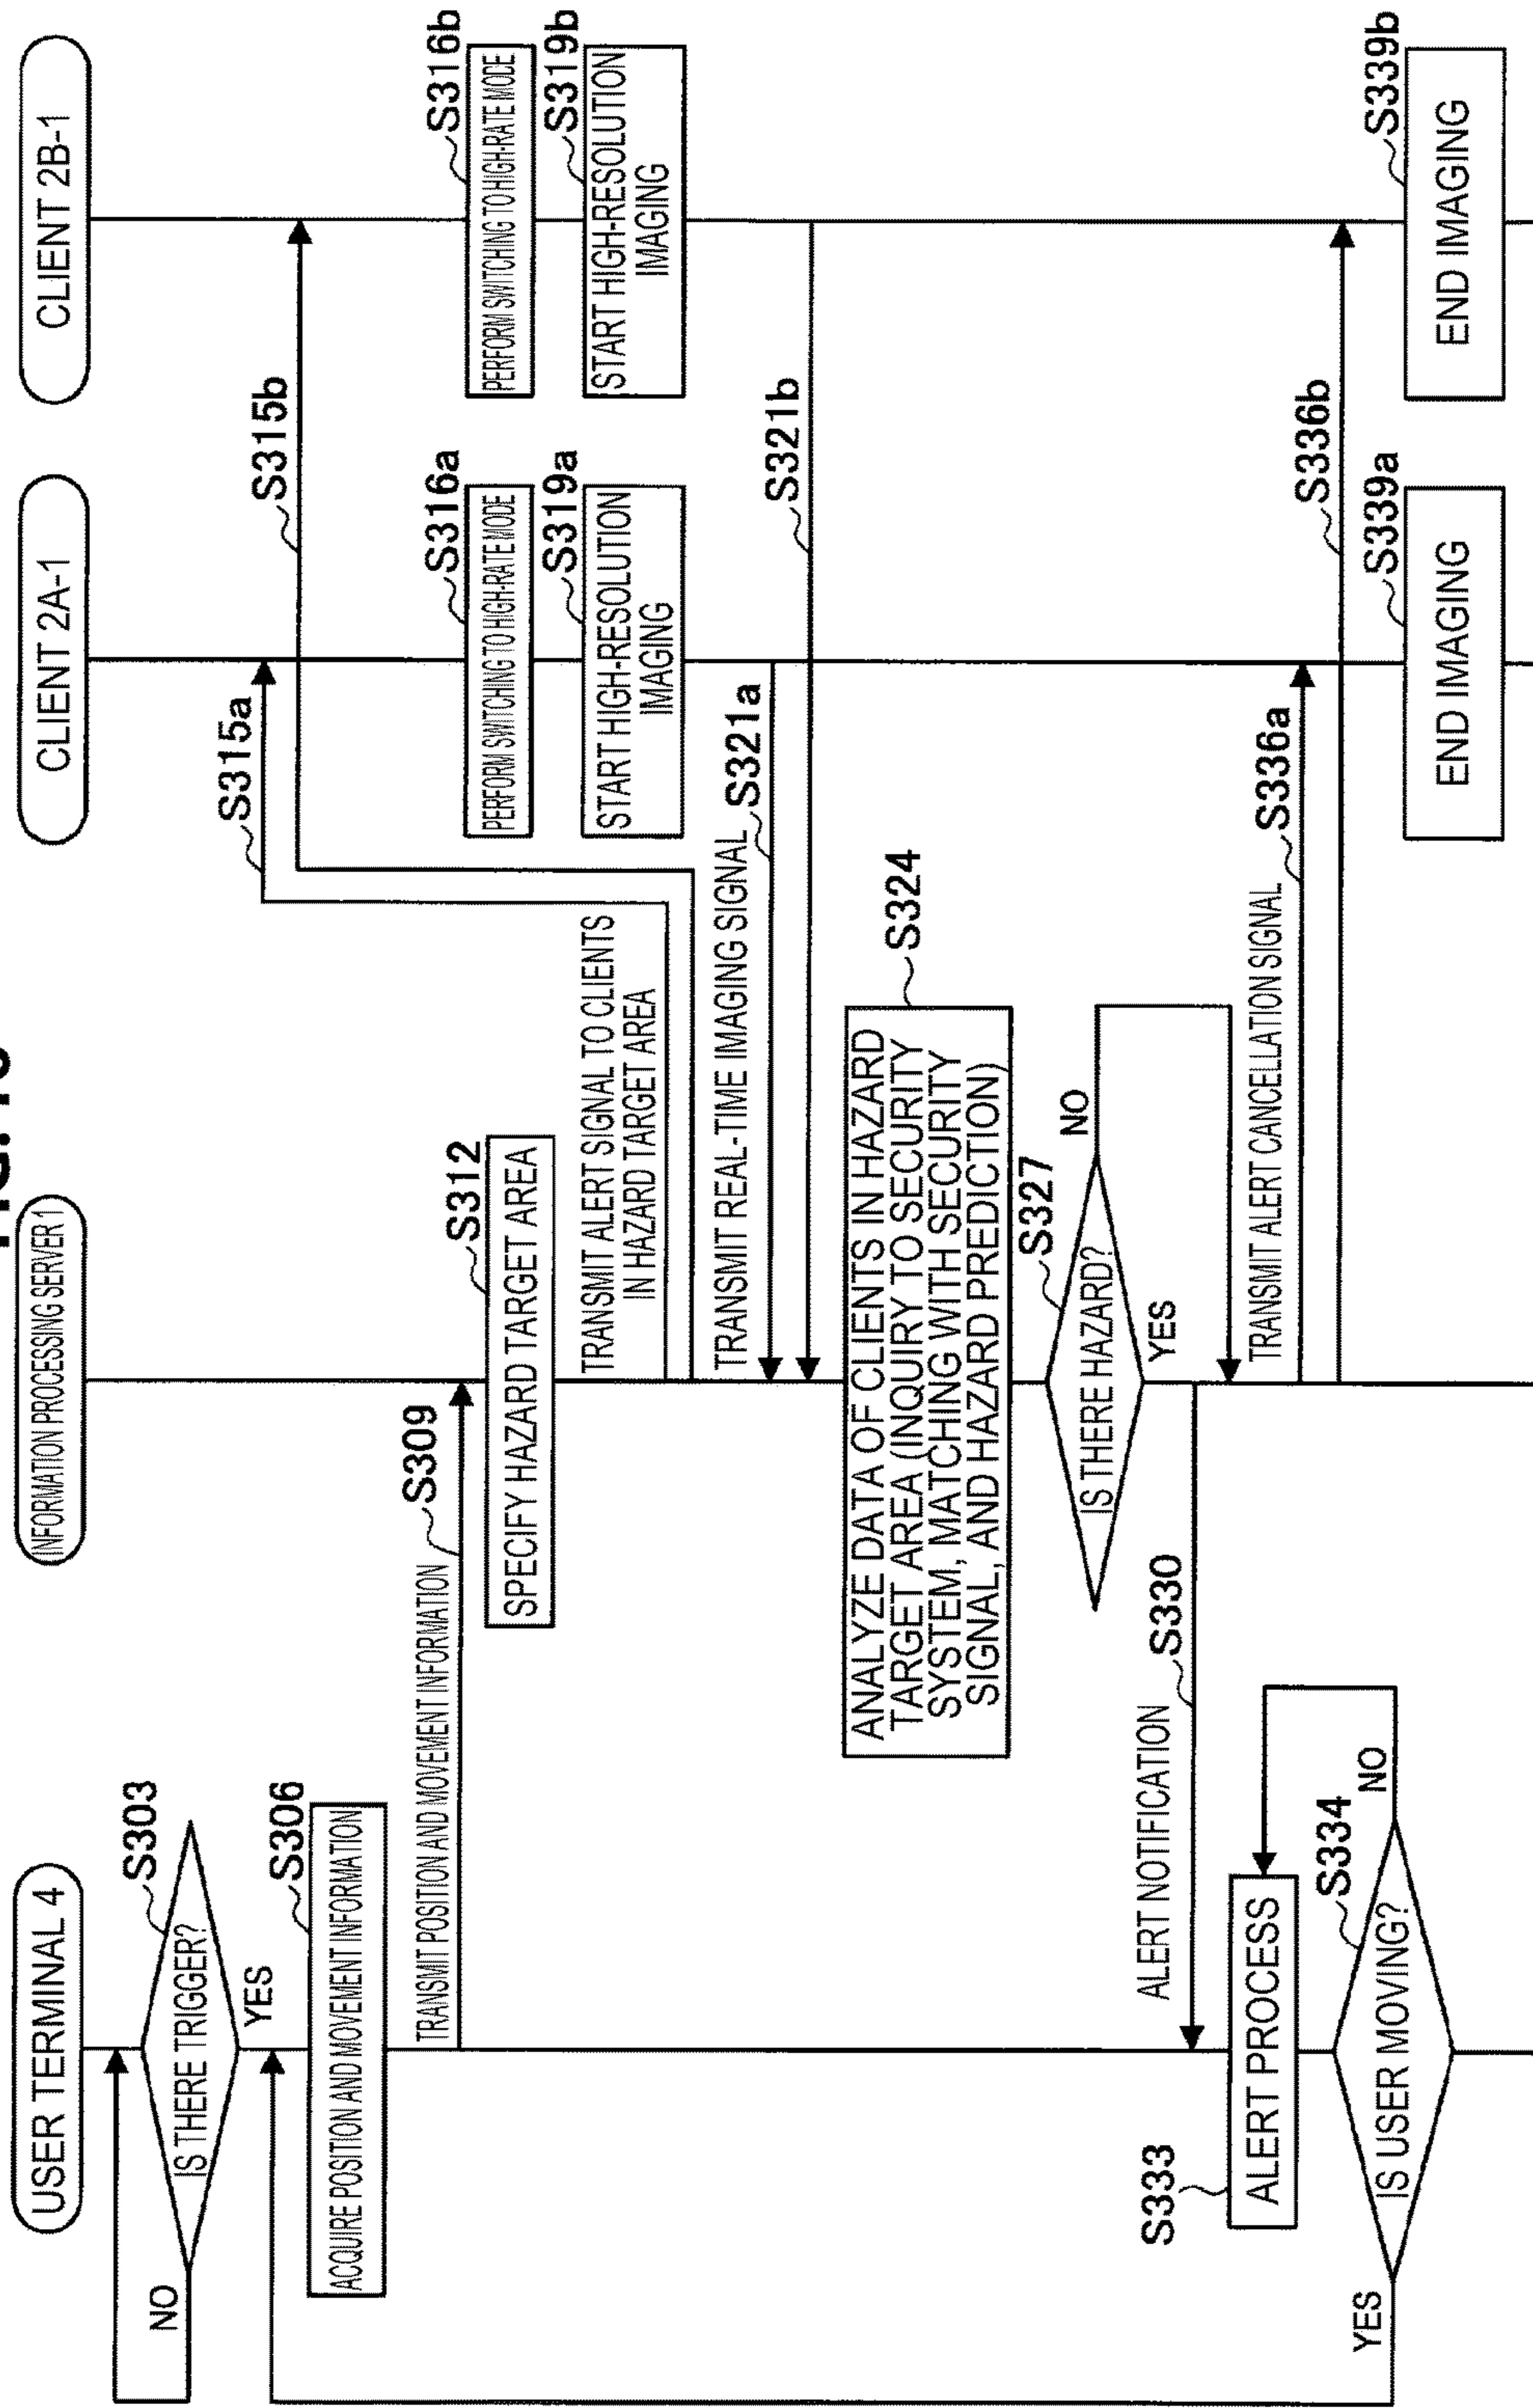 USER TERMINAL 4
INFORMATION PROCESSING SERVER 1
CLIENT 2A-1
CLIENT 2B-1
S303
IS THERE TRIGGER?
NO
YES
S306
ACQUIRE POSITION AND MOVEMENT INFORMATION
TRANSMIT POSITION AND MOVEMENT INFORMATION
S309
S312
SPECIFY HAZARD TARGET AREA
TRANSMIT ALERT SIGNAL TO CLIENTS
IN HAZARD TARGET AREA
S315a
S315b
S316a
PERFORM SWITCHING TO HIGH-RATE MODE
S316b
PERFORM SWITCHING TO HIGH-RATE MODE
S319a
START HIGH-RESOLUTION
IMAGING
S319b
START HIGH-RESOLUTION
IMAGING
TRANSMIT REAL-TIME IMAGING SIGNAL
S321a
S321b
S324
ANALYZE DATA OF CLIENTS IN HAZARD
TARGET AREA (INQUIRY TO SECURITY
SYSTEM, MATCHING WITH SECURITY
SIGNAL, AND HAZARD PREDICTION)
S327
IS THERE HAZARD?
NO
YES
ALERT NOTIFICATION
S330
S333
ALERT PROCESS
S334
IS USER MOVING?
NO
YES
TRANSMIT ALERT CANCELLATION SIGNAL
S336a
S336b
S339a
END IMAGING
S339b
END IMAGING